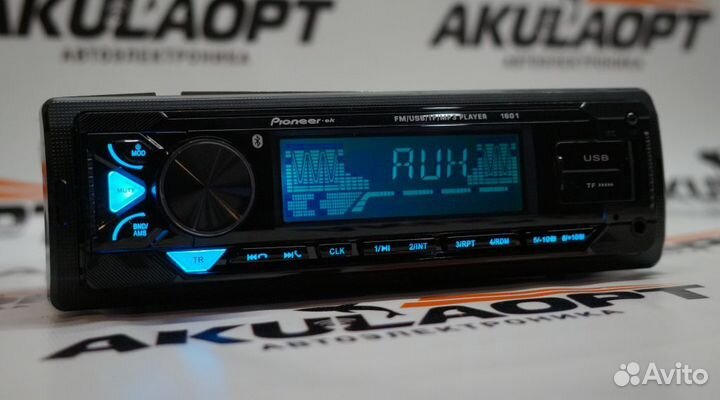 AKULAOPT
АВТОЭЛЕКТРОНИКА
AKULAOPT
АВТОЭЛЕКТРОНИКА
Pioneer-ok
FM/USB/TF/MP3 PLAYER 1601
MOD
MUTE
BND/
AMS
AUX
USB
TF
TR
CLK
1/
2/INT
3/RPT
4/RDM
5/-10
6/+10
AKULAOPT
АВТОЭЛЕКТРОНИКА
Avito